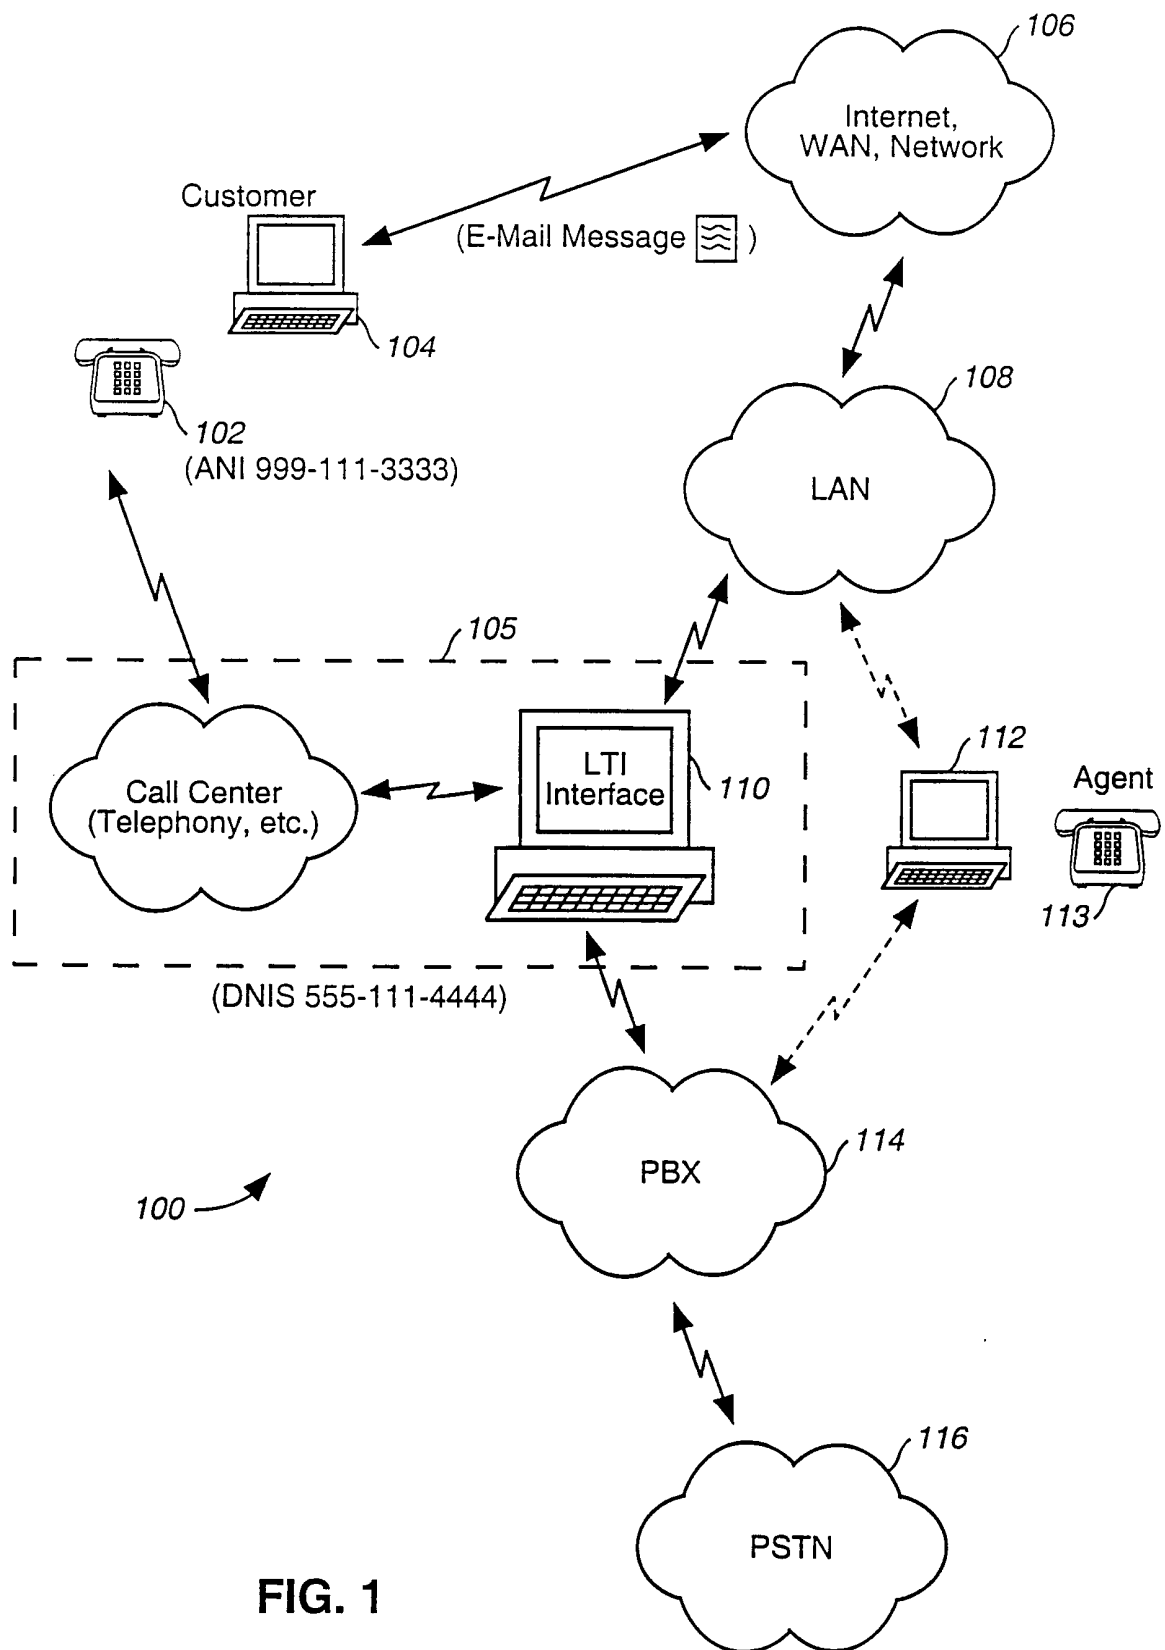 106
Internet,
WAN, Network
Customer
(E-Mail Message )
104
108
102
(ANI 999-111-3333)
LAN
105
112
LTI
Interface
110
Agent
Call Center
(Telephony, etc.)
113
(DNIS 555-111-4444)
114
PBX
100
116
PSTN
FIG. 1